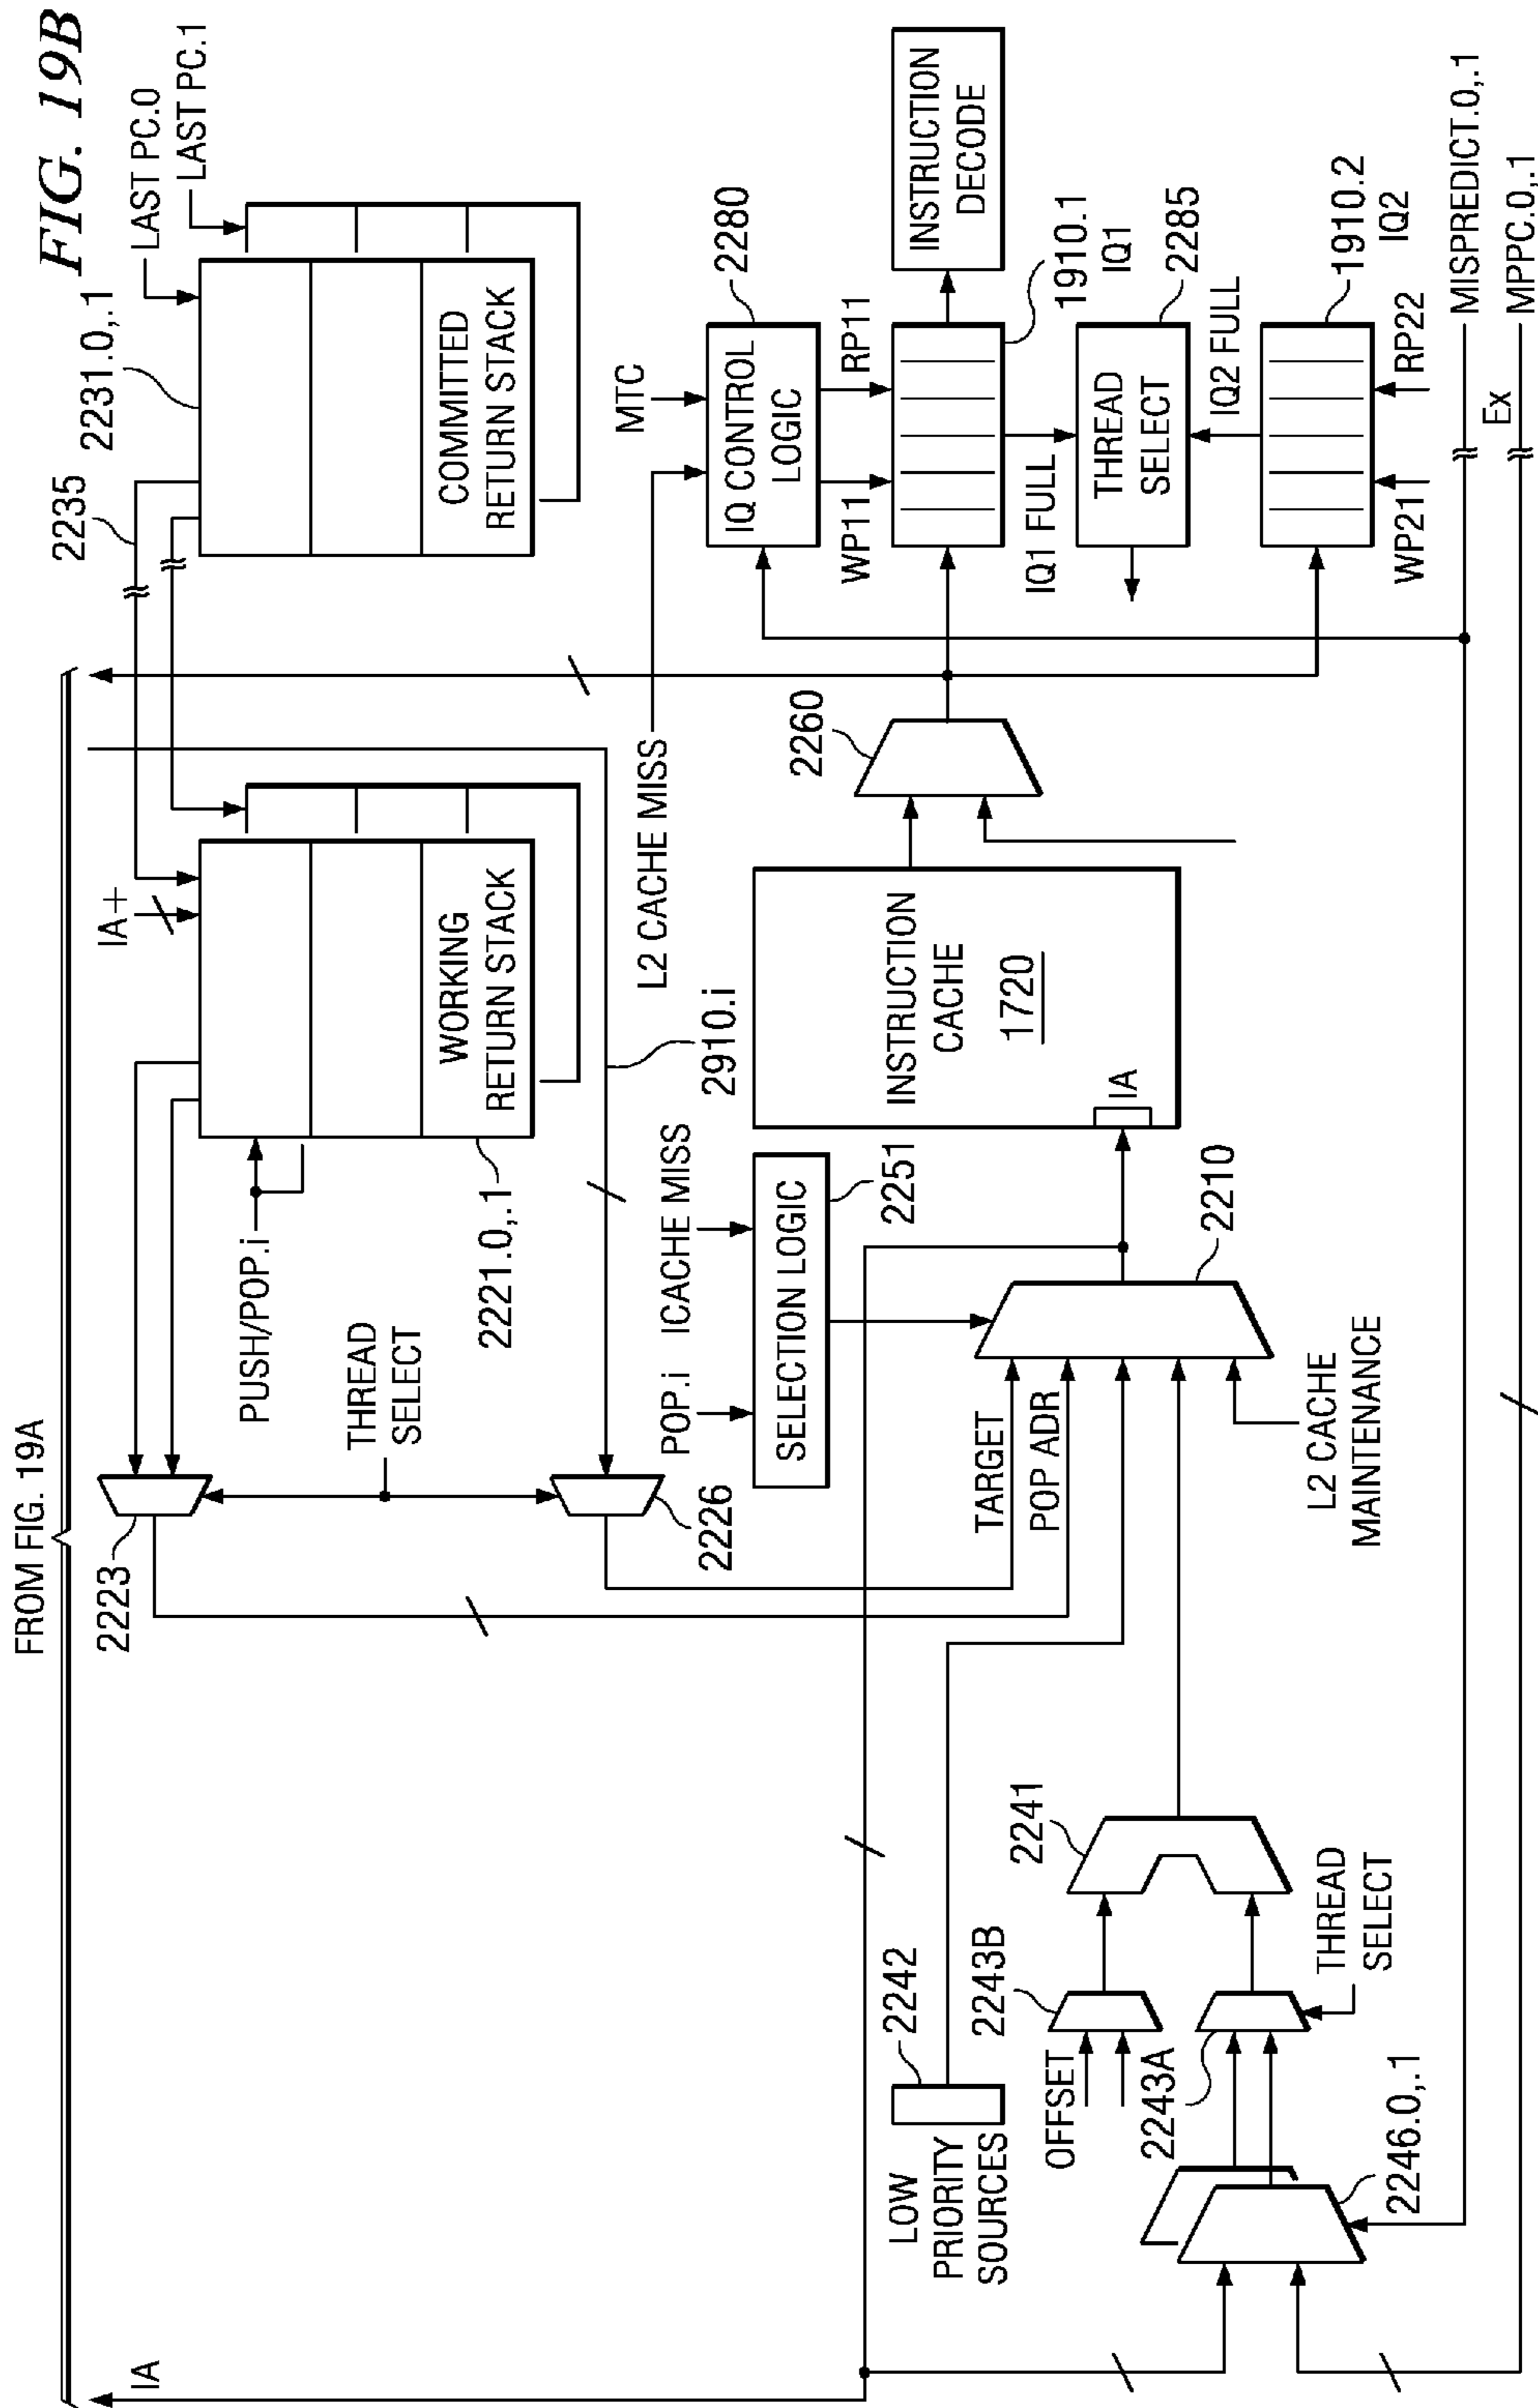 FIG. 19B
FROM FIG. 19A
IA
2223
THREAD
SELECT
2226
PUSH/POP.i
2221.0,.1
WORKING
RETURN STACK
IA+
2235
2231.0,.1
LAST PC.0
LAST PC.1
COMMITTED
RETURN STACK
2910.i
L2 CACHE MISS
MTC
IQ CONTROL
LOGIC
2280
POP.i
ICACHE MISS
SELECTION LOGIC
2251
INSTRUCTION
CACHE
1720
IA
2260
WP11
RP11
INSTRUCTION
DECODE
1910.1
IQ1
IQ1 FULL
THREAD
SELECT
2285
IQ2 FULL
1910.2
IQ2
WP21
RP22
TARGET
POP ADR
2210
L2 CACHE
MAINTENANCE
LOW
PRIORITY
SOURCES
2242
OFFSET
2243B
2241
2243A
THREAD
SELECT
2246.0,.1
MISPREDICT.0,.1
Ex
MPPC.0,.1